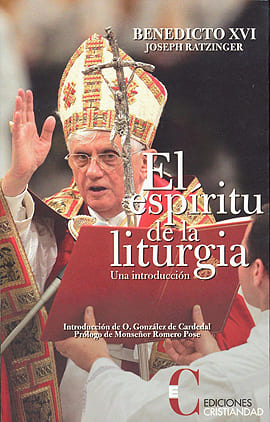 BENEDICTO XVI
JOSEPH RATZINGER
El
espíritu
de la
liturgia
Una introducción
Introducción de O. González de Cardedal
Prólogo de Monseñor Romero Pose
EC
EDICIONES
CRISTIANDAD